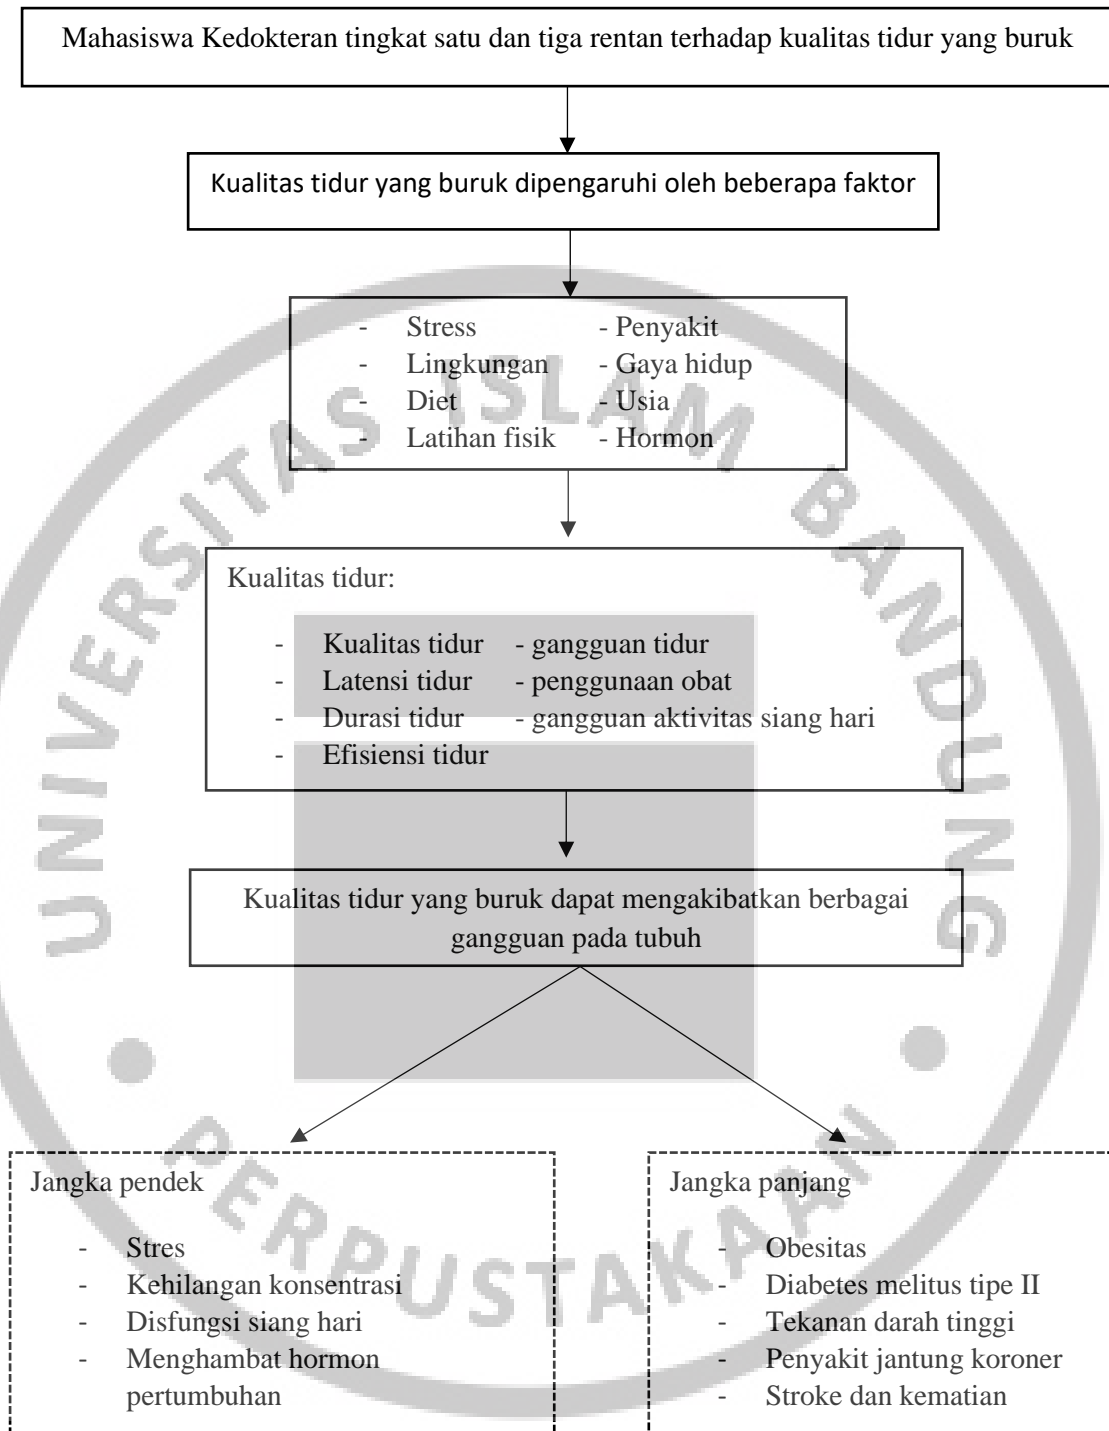 Mahasiswa Kedokteran tingkat satu dan tiga rentan terhadap kualitas tidur yang buruk
Kualitas tidur yang buruk dipengaruhi oleh beberapa faktor
- Stress - Penyakit
- Lingkungan - Gaya hidup
- Diet - Usia
- Latihan fisik - Hormon
Kualitas tidur:
- Kualitas tidur - gangguan tidur
- Latensi tidur - penggunaan obat
- Durasi tidur - gangguan aktivitas siang hari
- Efisiensi tidur
Kualitas tidur yang buruk dapat mengakibatkan berbagai
gangguan pada tubuh
Jangka pendek
- Stres
- Kehilangan konsentrasi
- Disfungsi siang hari
- Menghambat hormon
pertumbuhan
Jangka panjang
- Obesitas
- Diabetes melitus tipe II
- Tekanan darah tinggi
- Penyakit jantung koroner
- Stroke dan kematian
UNIVERSITAS ISLAM BANDUNG
PERPUSTAKAAN